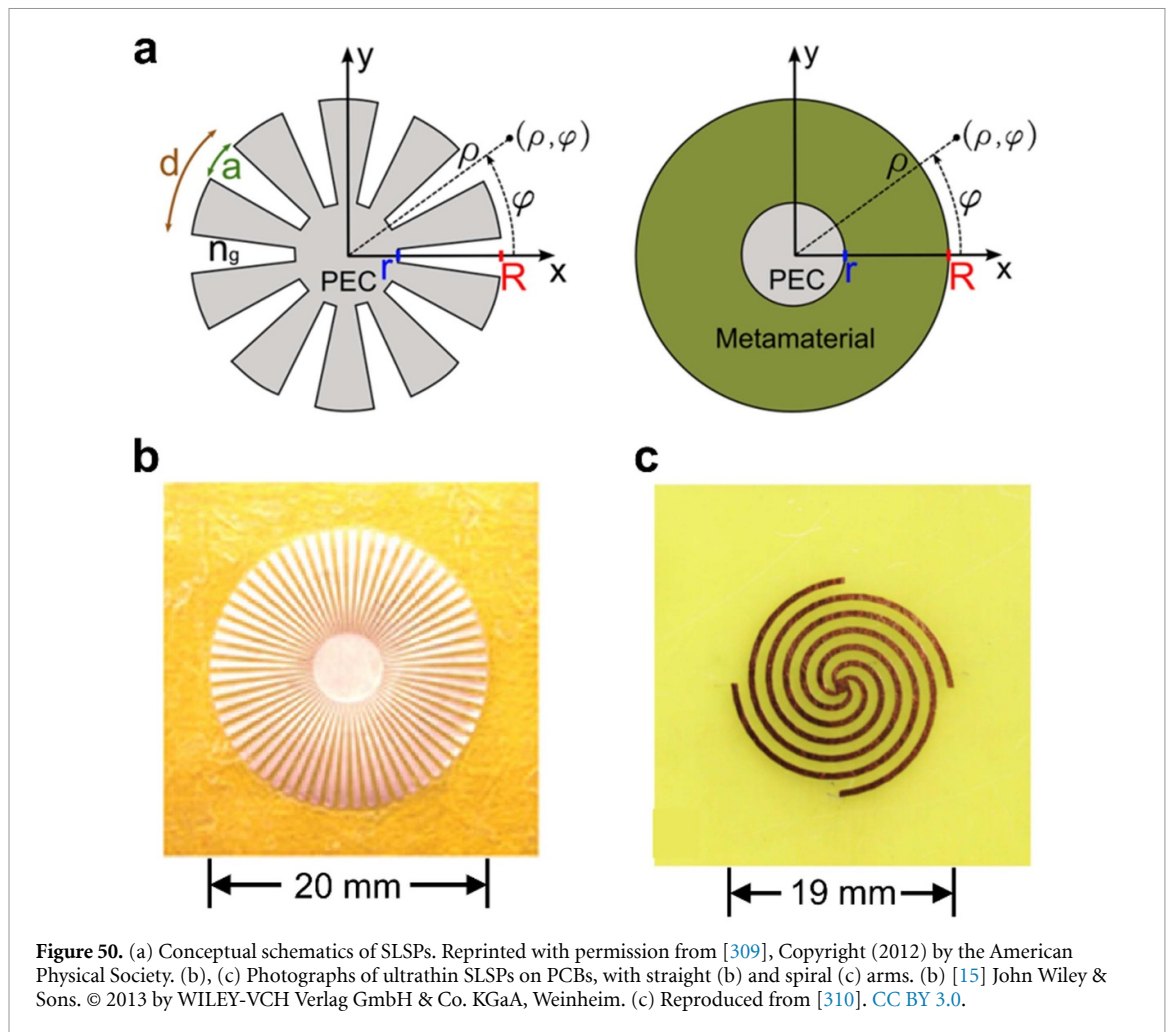 a
y
y
d
a
ρ
(ρ,φ)
φ
n_g
PEC
r
R
x
ρ
(ρ,φ)
φ
PEC
r
R
x
Metamaterial
b
c
20 mm
19 mm
Figure 50. (a) Conceptual schematics of SLSPs. Reprinted with permission from [309], Copyright (2012) by the American
Physical Society. (b), (c) Photographs of ultrathin SLSPs on PCBs, with straight (b) and spiral (c) arms. (b) [15] John Wiley &
Sons. © 2013 by WILEY-VCH Verlag GmbH & Co. KGaA, Weinheim. (c) Reproduced from [310]. CC BY 3.0.